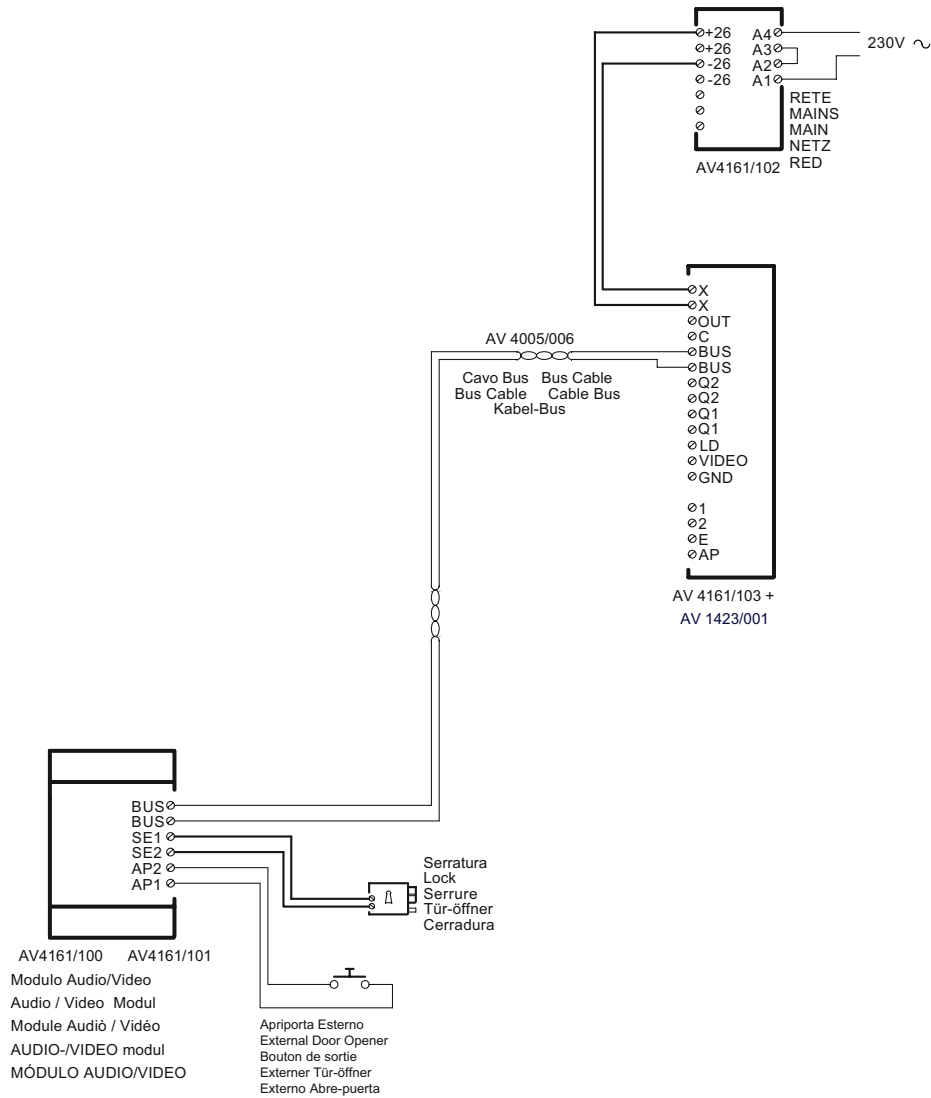 +26 A4
+26 A3
-26 A2
-26 A1
230V
RETE
MAINS
MAIN
NETZ
RED
AV4161/102
X
X
OUT
C
BUS
BUS
Q2
Q2
Q1
Q1
LD
VIDEO
GND
1
2
E
AP
AV 4161/103 +
AV 1423/001
AV 4005/006
Cavo Bus Bus Cable
Bus Cable Cable Bus
Kabel-Bus
BUS
BUS
SE1
SE2
AP2
AP1
Serratura
Lock
Serrure
Tür-öffner
Cerradura
AV4161/100 AV4161/101
Modulo Audio/Video
Audio / Video Modul
Module Audiò / Vidéo
AUDIO-/VIDEO modul
MÓDULO AUDIO/VIDEO
Apriporta Esterno
External Door Opener
Bouton de sortie
Externer Tür-öffner
Externo Abre-puerta